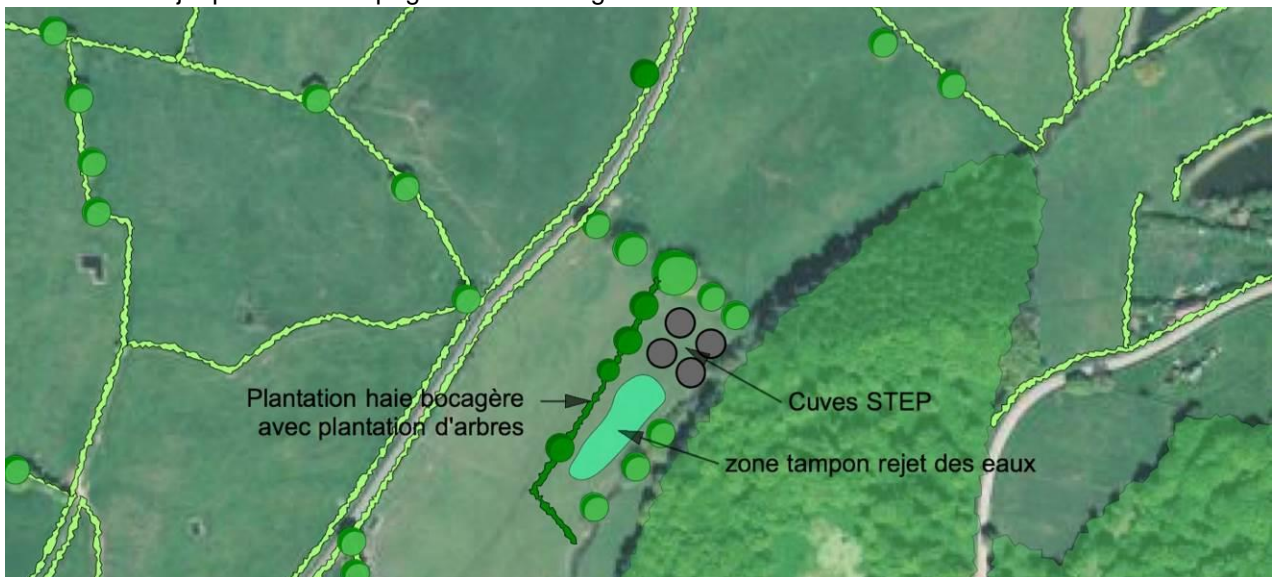 Plantation haie bocagère
avec plantation d'arbres
Cuves STEP
zone tampon rejet des eaux